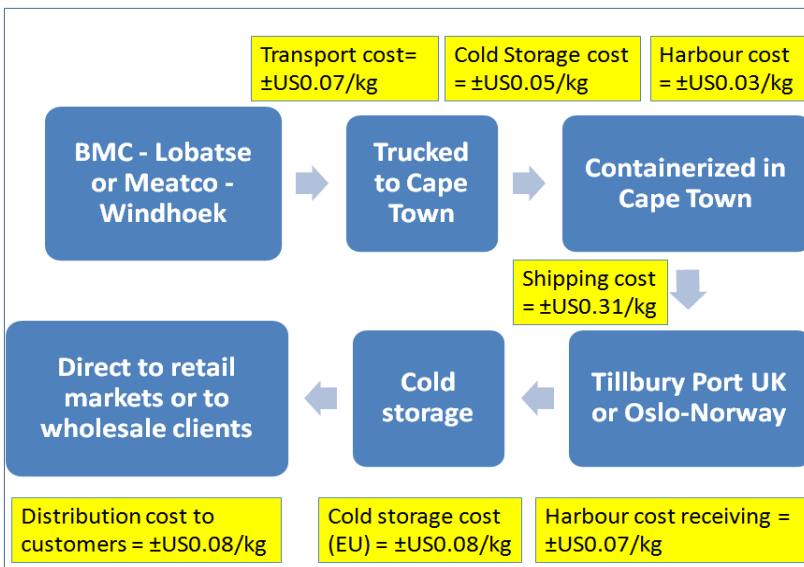 Transport cost=
±US0.07/kg
Cold Storage cost
= ±US0.05/kg
Harbour cost
= ±US0.03/kg
BMC - Lobatse
or Meatco -
Windhoek
Trucked
to Cape
Town
Containerized in
Cape Town
Shipping cost
= ±US0.31/kg
Direct to retail
markets or to
wholesale clients
Cold
storage
Tillbury Port UK
or Oslo-Norway
Distribution cost to
customers = ±US0.08/kg
Cold storage cost
(EU) = ±US0.08/kg
Harbour cost receiving =
±US0.07/kg